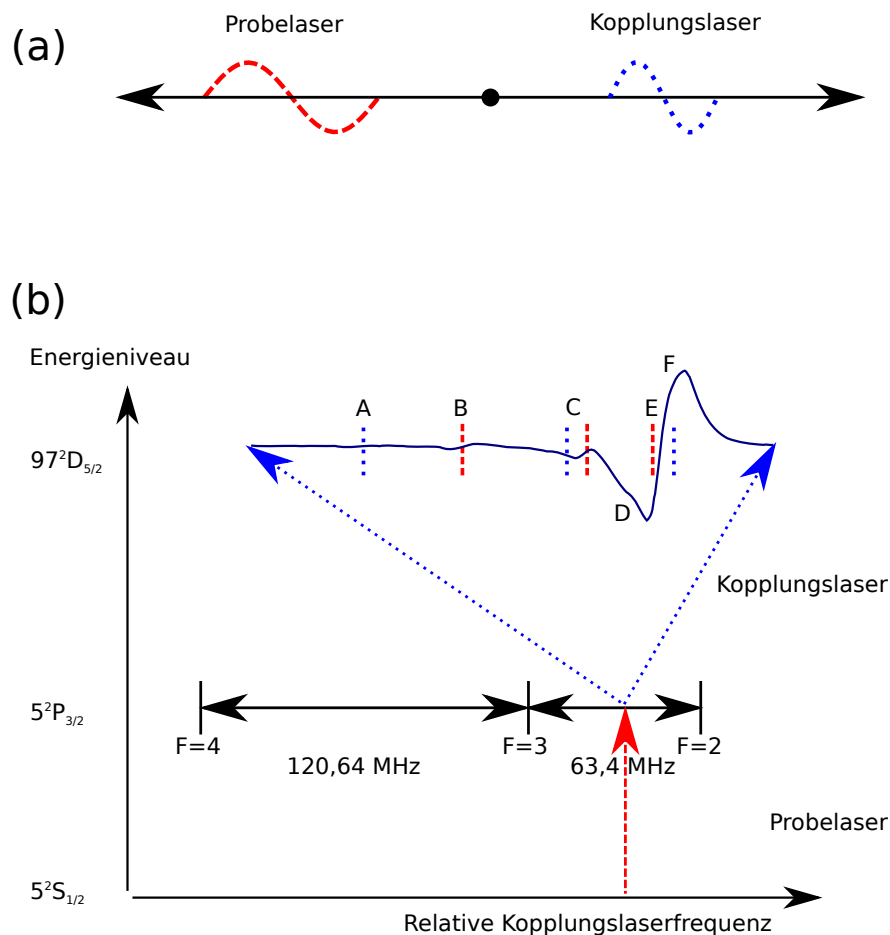 (a)
Probelaser
Kopplungslaser
(b)
Energieniveau
A
B
C
D
E
F
97²D₅/₂
Kopplungslaser
5²P₃/₂
F=4
F=3
F=2
120,64 MHz
63,4 MHz
Probelaser
5²S₁/₂
Relative Kopplungslaserfrequenz